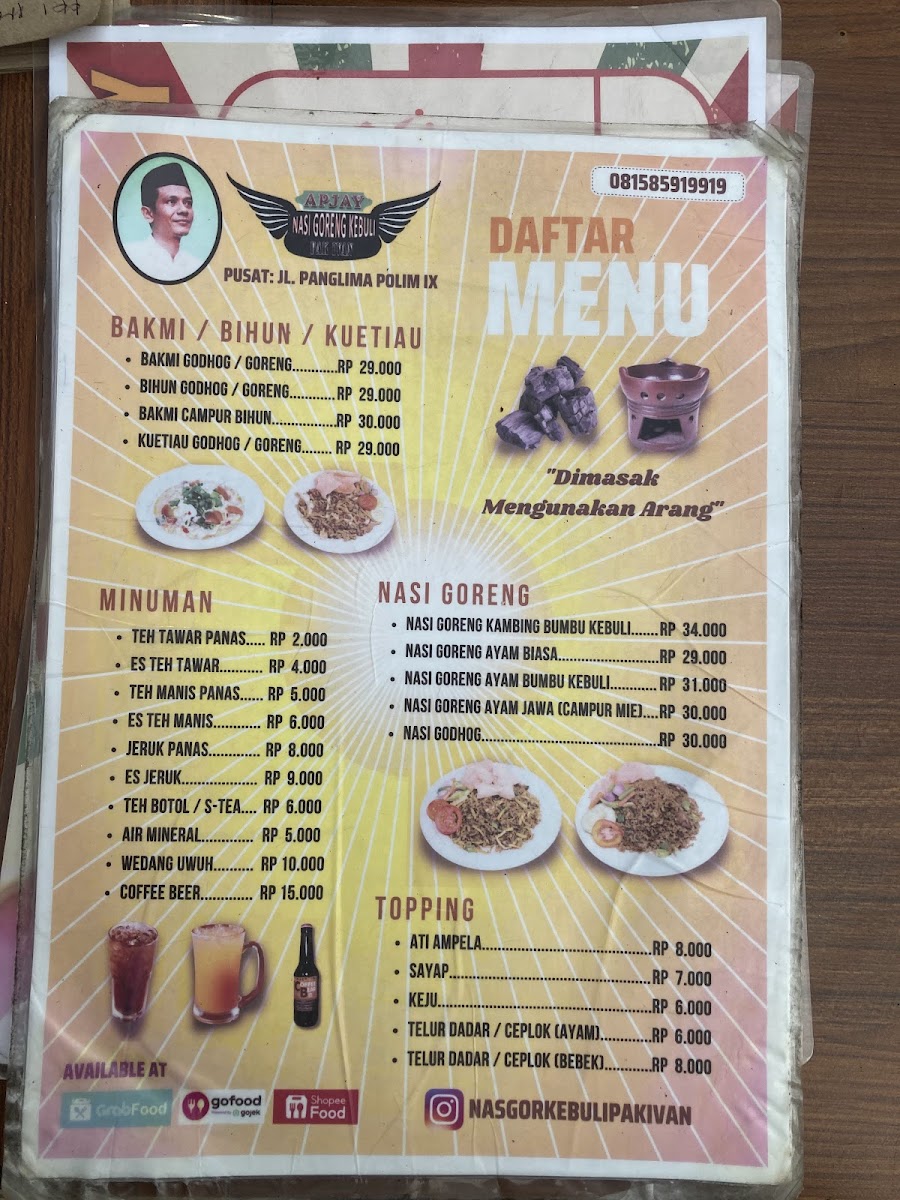 APJAY
NASI GORENG KEBULI
PAK IVAN
PUSAT: JL. PANGLIMA POLIM IX
081585919919
DAFTAR
MENU
BAKMI / BIHUN / KUETIAU
• BAKMI GODHOG / GORENG............RP 29.000
• BIHUN GODHOG / GORENG............RP 29.000
• BAKMI CAMPUR BIHUN.................RP 30.000
• KUETIAU GODHOG / GORENG........ RP 29.000
"Dimasak
Mengunakan Arang"
MINUMAN
• TEH TAWAR PANAS..... RP 2.000
• ES TEH TAWAR........... RP 4.000
• TEH MANIS PANAS...... RP 5.000
• ES TEH MANIS............ RP 6.000
• JERUK PANAS............. RP 8.000
• ES JERUK................... RP 9.000
• TEH BOTOL / S-TEA.... RP 6.000
• AIR MINERAL............. RP 5.000
• WEDANG UWUH.......... RP 10.000
• COFFEE BEER............. RP 15.000
NASI GORENG
• NASI GORENG KAMBING BUMBU KEBULI.......RP 34.000
• NASI GORENG AYAM BIASA..........................RP 29.000
• NASI GORENG AYAM BUMBU KEBULI............RP 31.000
• NASI GORENG AYAM JAWA (CAMPUR MIE)....RP 30.000
• NASI GODHOG.............................................RP 30.000
TOPPING
• ATI AMPELA...........................................RP 8.000
• SAYAP...................................................RP 7.000
• KEJU......................................................RP 6.000
• TELUR DADAR / CEPLOK (AYAM).............RP 6.000
• TELUR DADAR / CEPLOK (BEBEK)............RP 8.000
AVAILABLE AT
GrabFood
gofood
Powered by gojek
Shopee
Food
NASGORKEBULIPAKIVAN